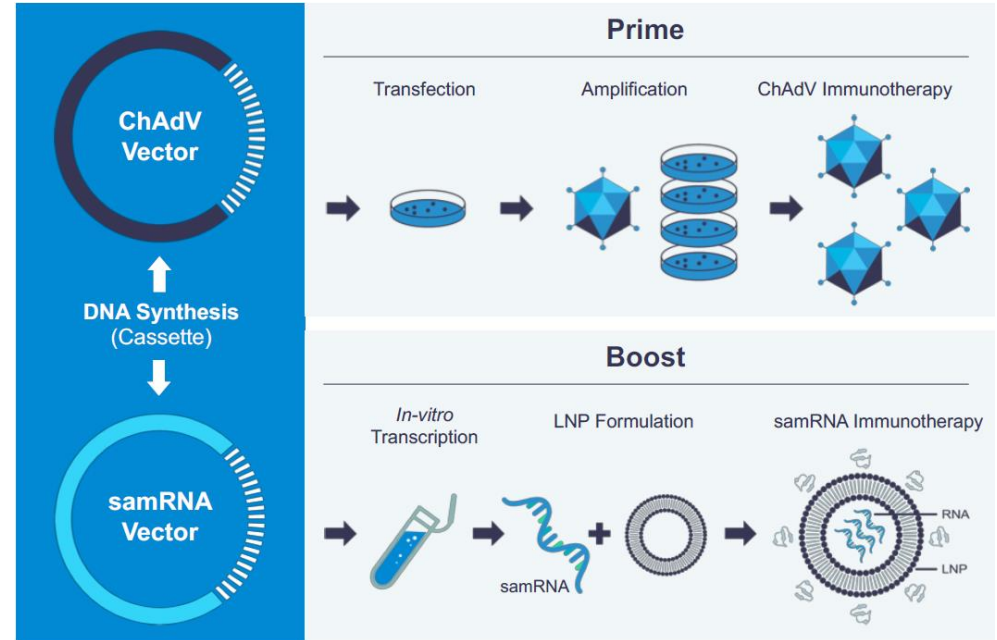 ChAdV
Vector
DNA Synthesis
(Cassette)
samRNA
Vector
Prime
Transfection
Amplification
ChAdV Immunotherapy
Boost
In-vitro
Transcription
LNP Formulation
samRNA Immunotherapy
samRNA
RNA
LNP